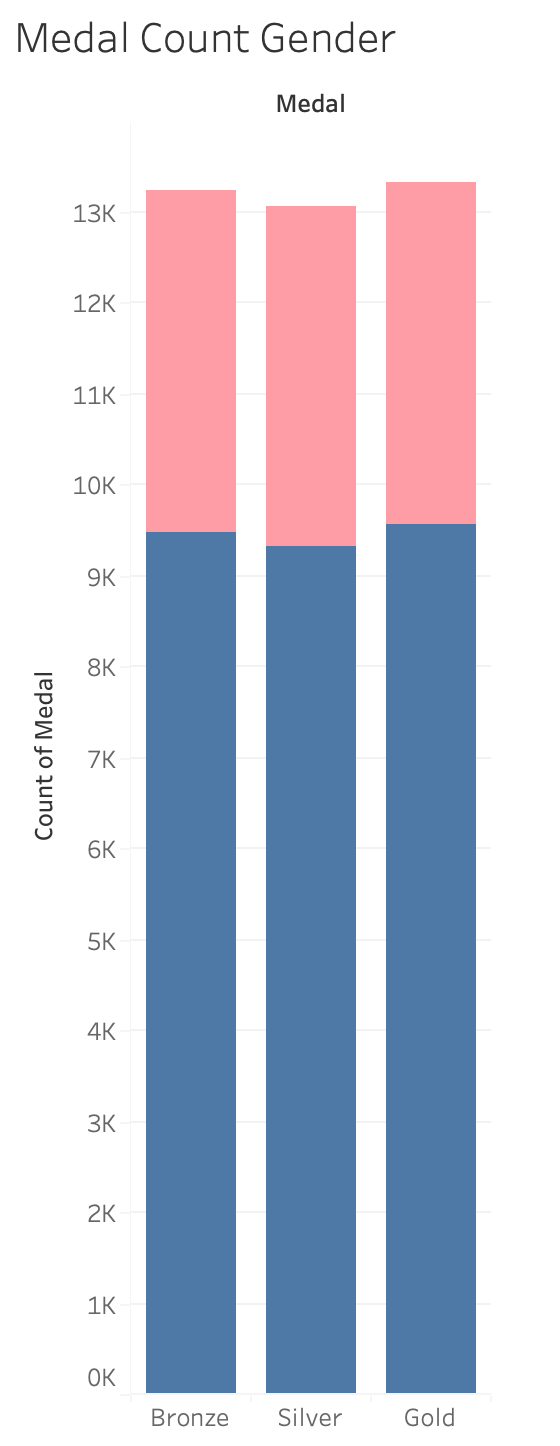 Medal Count Gender
Medal
13K
12K
11K
10K
9K
8K
7K
6K
5K
4K
3K
2K
1K
0K
Count of Medal
Bronze Silver Gold